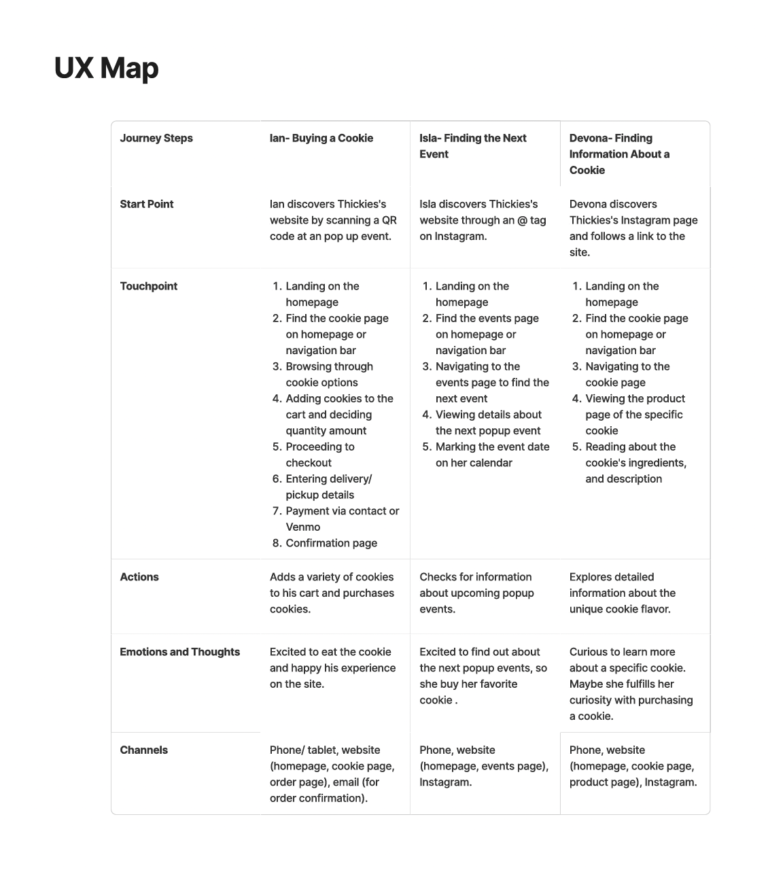 UX Map
Journey Steps
Ian- Buying a Cookie
Isla- Finding the Next
Event
Devona- Finding
Information About a
Cookie
Start Point
Ian discovers Thickies's
website by scanning a QR
code at an pop up event.
Isla discovers Thickies's
website through an @ tag
on Instagram.
Devona discovers
Thickies's Instagram page
and follows a link to the
site.
Touchpoint
1. Landing on the
homepage
2. Find the cookie page
on homepage or
navigation bar
3. Browsing through
cookie options
4. Adding cookies to the
cart and deciding
quantity amount
5. Proceeding to
checkout
6. Entering delivery/
pickup details
7. Payment via contact or
Venmo
8. Confirmation page
1. Landing on the
homepage
2. Find the events page
on homepage or
navigation bar
3. Navigating to the
events page to find the
next event
4. Viewing details about
the next popup event
5. Marking the event date
on her calendar
1. Landing on the
homepage
2. Find the cookie page
on homepage or
navigation bar
3. Navigating to the
cookie page
4. Viewing the product
page of the specific
cookie
5. Reading about the
cookie's ingredients,
and description
Actions
Adds a variety of cookies
to his cart and purchases
cookies.
Checks for information
about upcoming popup
events.
Explores detailed
information about the
unique cookie flavor.
Emotions and Thoughts
Excited to eat the cookie
and happy his experience
on the site.
Excited to find out about
the next popup events, so
she buy her favorite
cookie .
Curious to learn more
about a specific cookie.
Maybe she fulfills her
curiosity with purchasing
a cookie.
Channels
Phone/ tablet, website
(homepage, cookie page,
order page), email (for
order confirmation).
Phone, website
(homepage, events page),
Instagram.
Phone, website
(homepage, cookie page,
product page), Instagram.